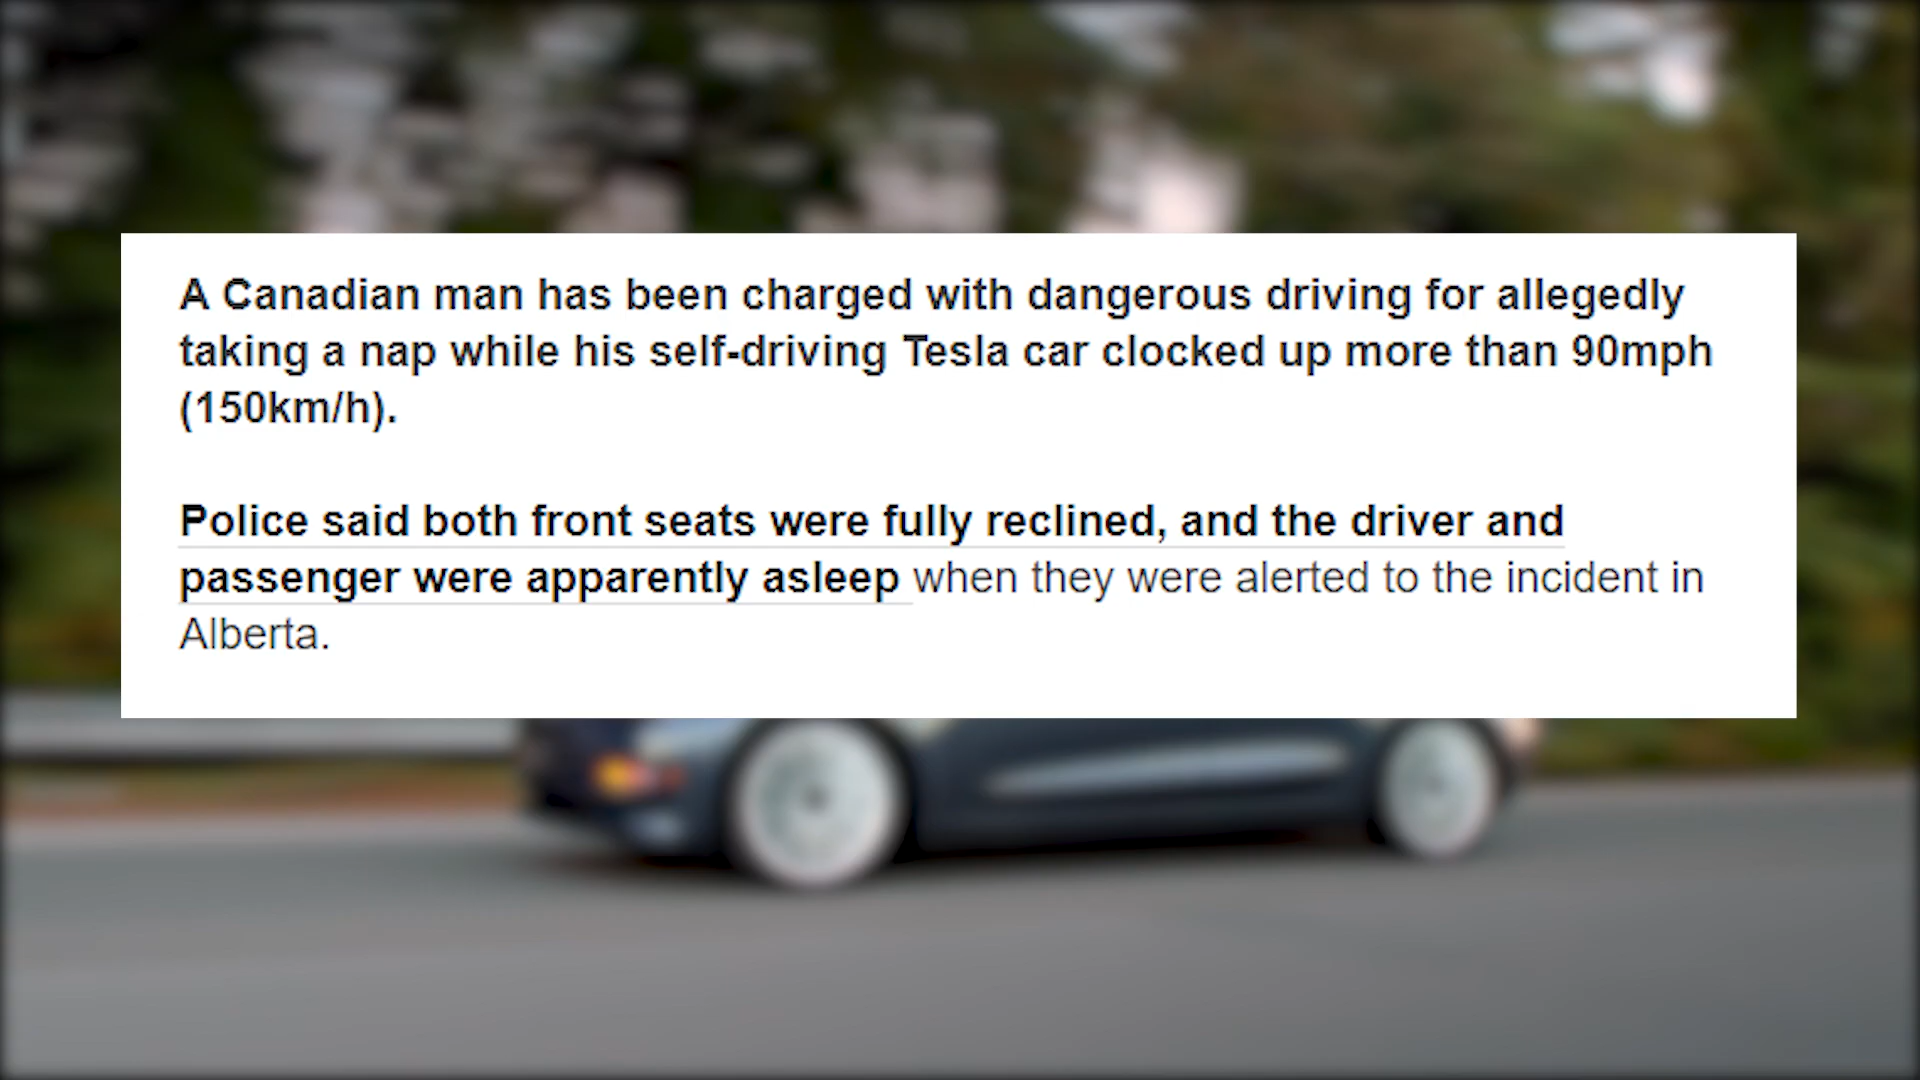 A Canadian man has been charged with dangerous driving for allegedly
taking a nap while his self-driving Tesla car clocked up more than 90mph
(150km/h).
Police said both front seats were fully reclined, and the driver and
passenger were apparently asleep when they were alerted to the incident in
Alberta.